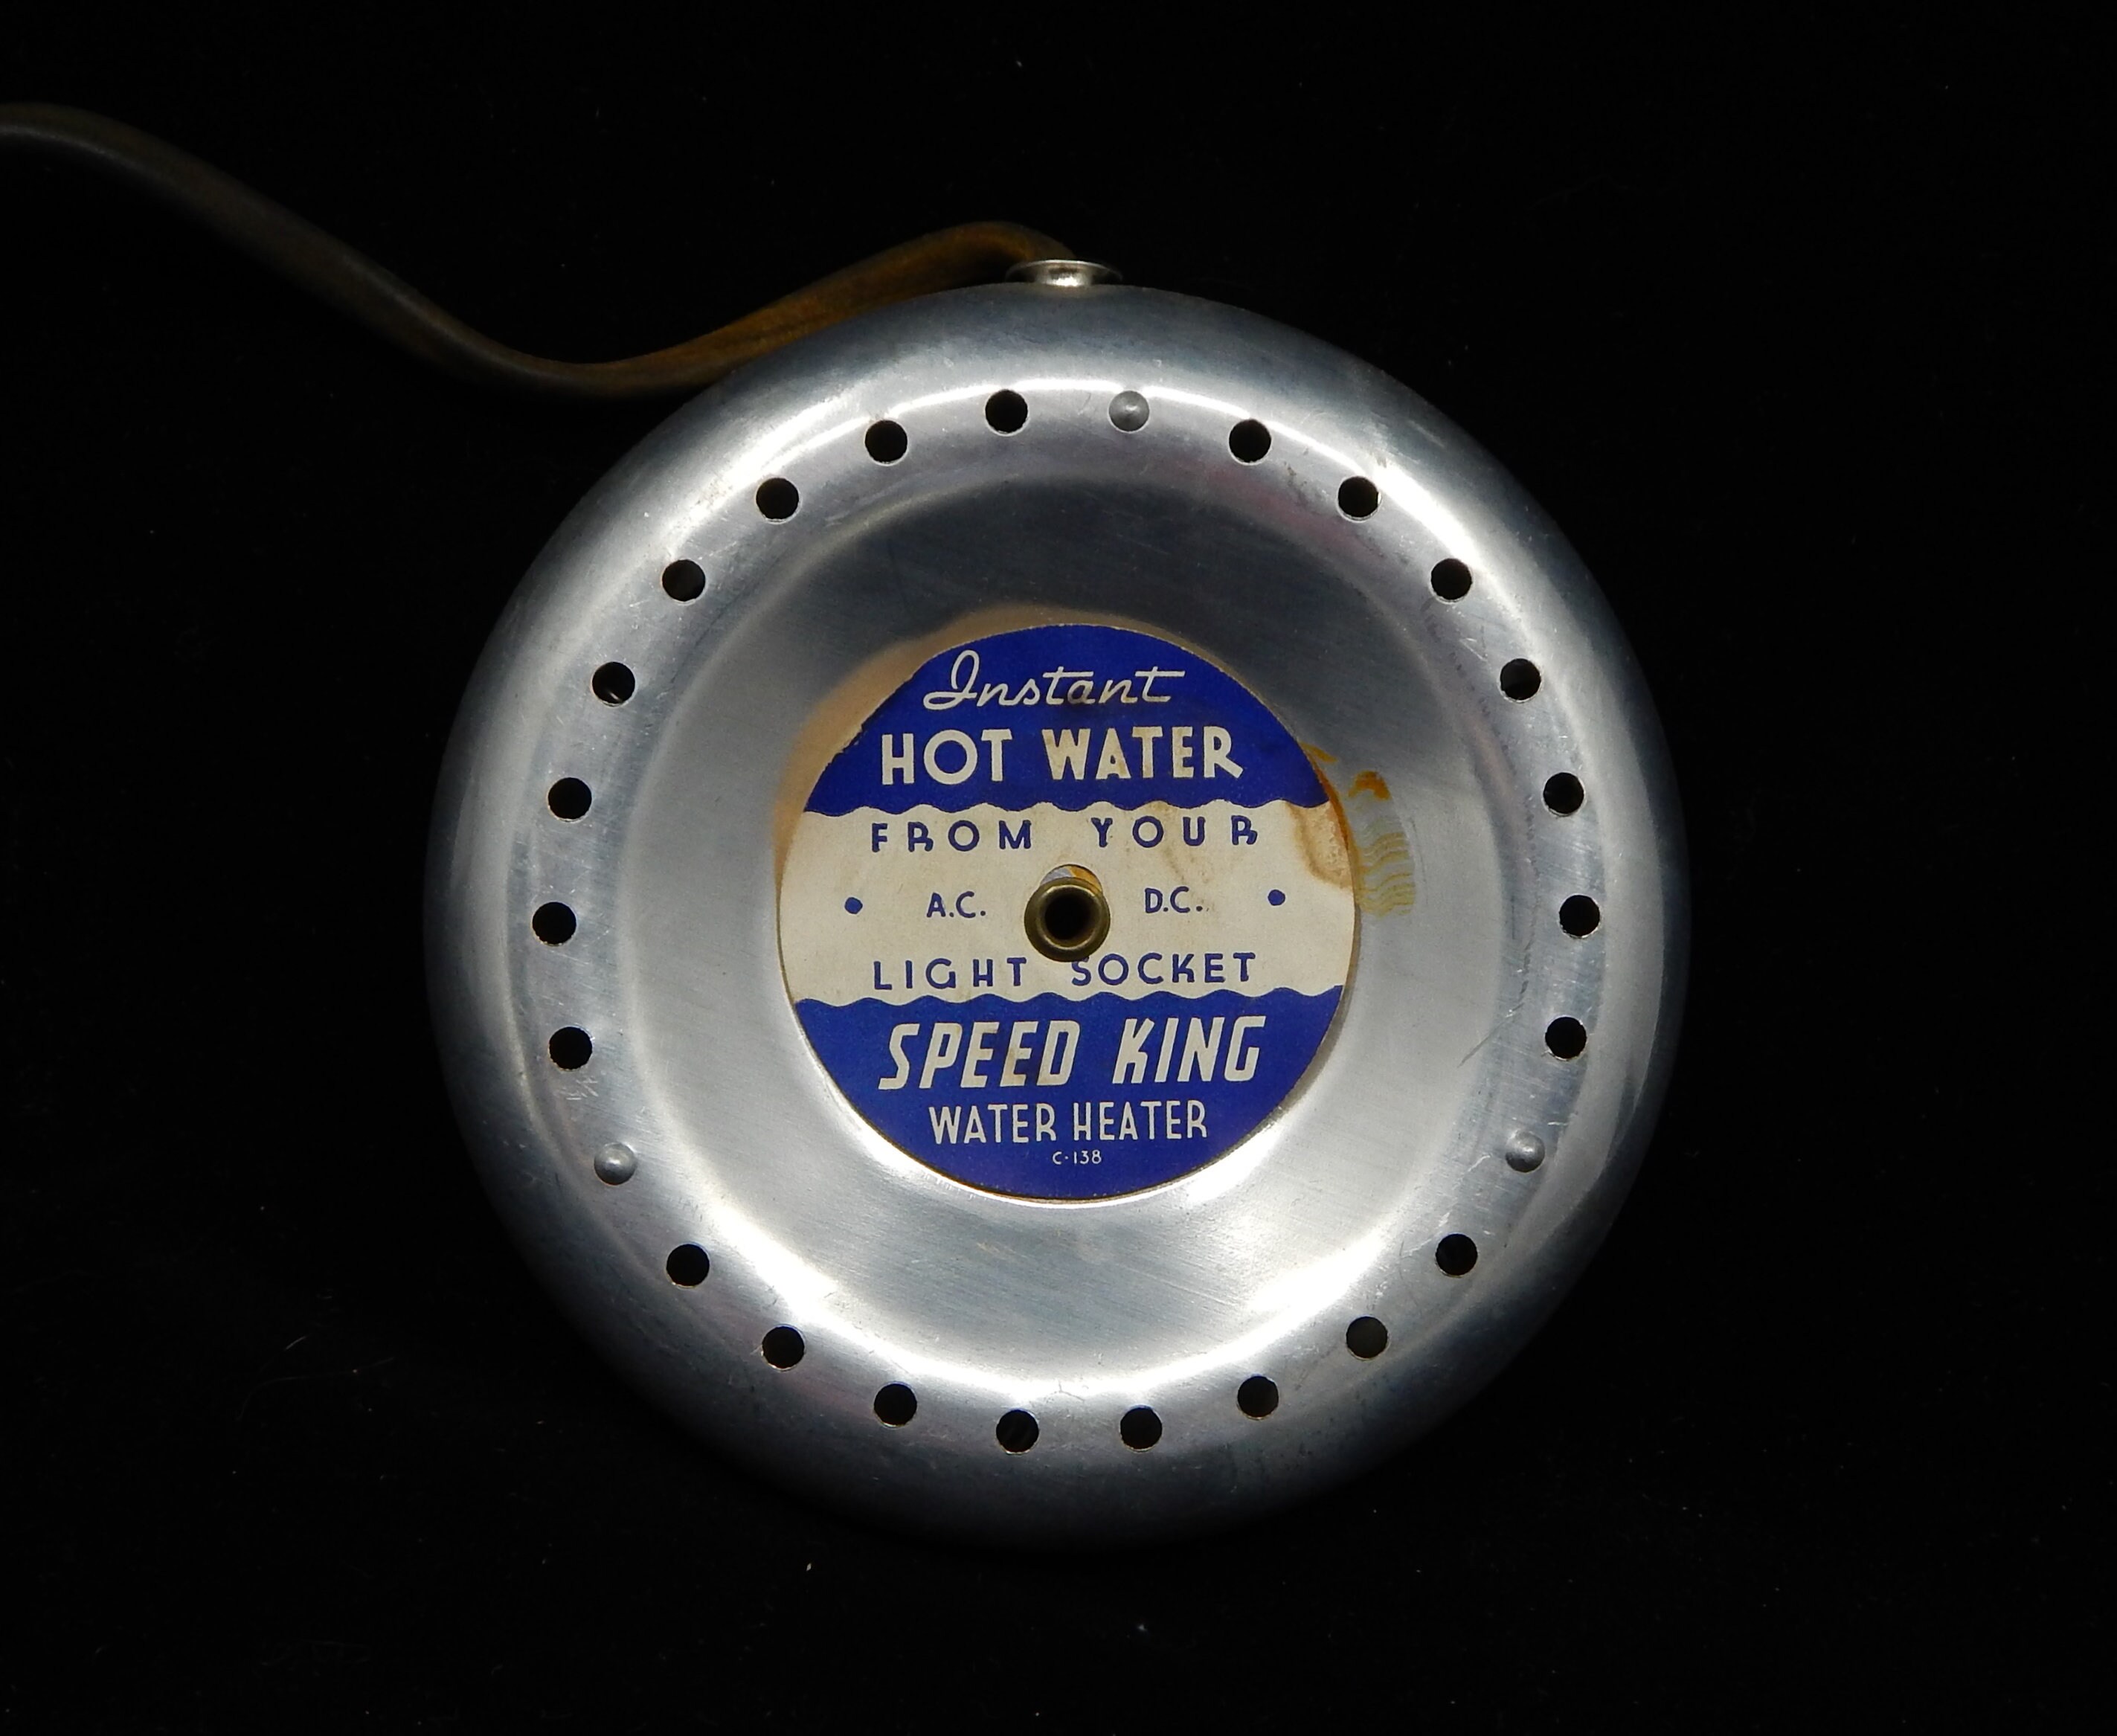 Instant
HOT WATER
FROM YOUR
• A.C. D.C. •
LIGHT SOCKET
SPEED KING
WATER HEATER
C-138